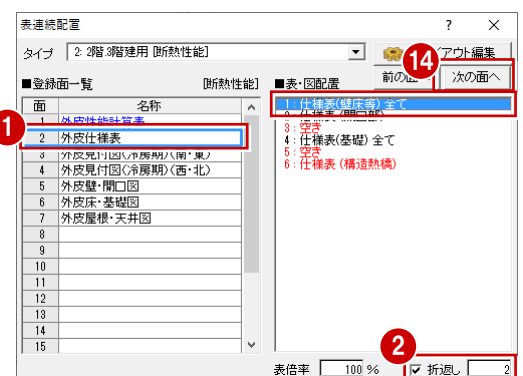 表連続配置 ? ×
タイプ 2: 2階.3階建用 [断熱性能] アウト編集
14
■登録面一覧 [断熱性能] ■表・図配置 前の面へ 次の面へ
面 名称
1
1 外皮性能計算表
2 外皮仕様表
3 外皮見付図(冷房期)(南・東)
4 外皮見付図(冷房期)(西・北)
5 外皮壁・開口図
6 外皮床・基礎図
7 外皮屋根・天井図
8
9
10
11
12
13
14
15
1: 仕様表(壁床等) 全て
2: 仕様表(開口部)
3: 空き
4: 仕様表(基礎) 全て
5: 空き
6: 仕様表 (構造熱橋)
2
表倍率 100 % 折返し 2